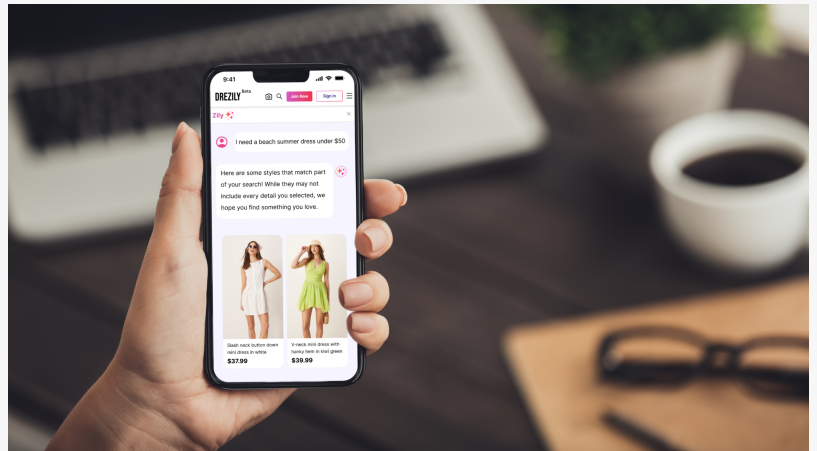 9:41
DREZILY Beta
Join Now
Sign in
Zily
I need a beach summer dress under $50
Here are some styles that match part
of your search! While they may not
include every detail you selected, we
hope you find something you love.
Slash neck button down
mini dress in white
$37.99
V-neck mini dress with
hanky hem in kiwi green
$39.99